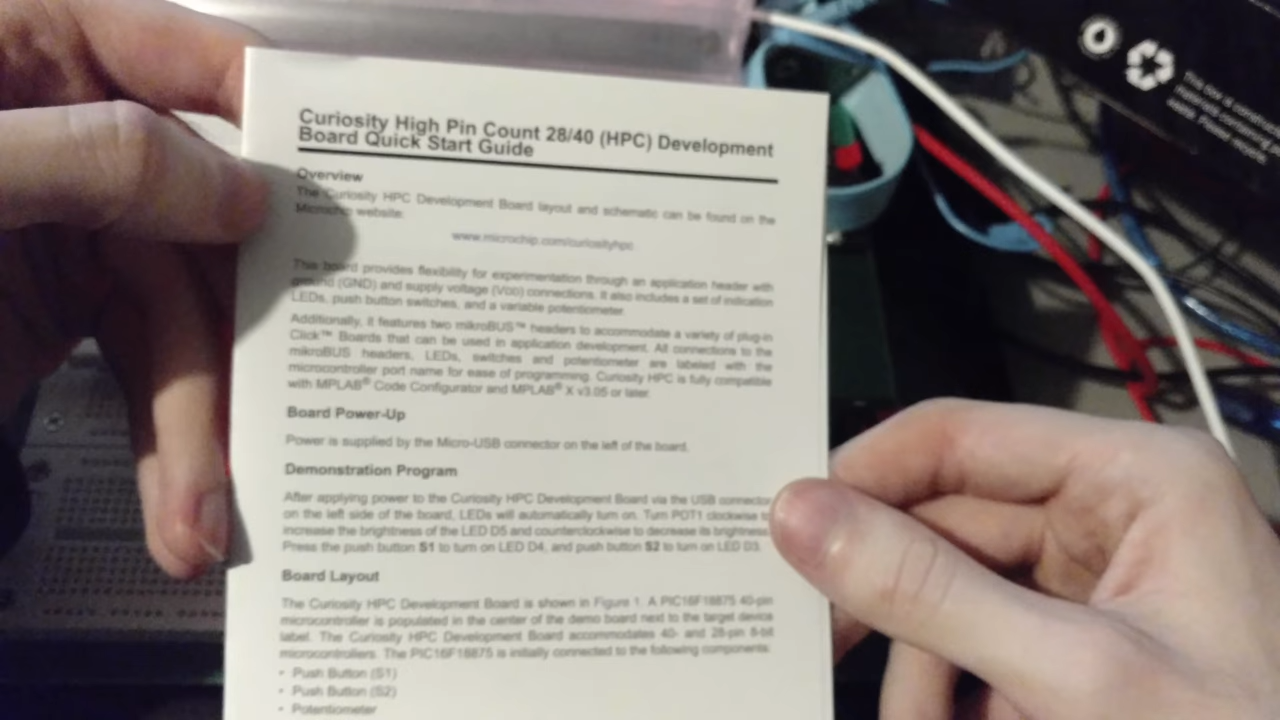 Curiosity High Pin Count 28/40 (HPC) Development
Board Quick Start Guide
Overview
The Curiosity HPC Development Board layout and schematic can be found on the
Microchip website:
www.microchip.com/curiosityhpc
This board provides flexibility for experimentation through an application header with
ground (GND) and supply voltage (VDD) connections. It also includes a set of indication
LEDs, push button switches, and a variable potentiometer.
Additionally, it features two mikroBUS™ headers to accommodate a variety of plug-in
Click™ Boards that can be used in application development. All connections to the
mikroBUS headers, LEDs, switches and potentiometer are labeled with the
microcontroller port name for ease of programming. Curiosity HPC is fully compatible
with MPLAB® Code Configurator and MPLAB® X v3.05 or later.
Board Power-Up
Power is supplied by the Micro-USB connector on the left of the board.
Demonstration Program
After applying power to the Curiosity HPC Development Board via the USB connector
on the left side of the board, LEDs will automatically turn on. Turn POT1 clockwise to
increase the brightness of the LED D5 and counterclockwise to decrease its brightness.
Press the push button S1 to turn on LED D4, and push button S2 to turn on LED D3.
Board Layout
The Curiosity HPC Development Board is shown in Figure 1. A PIC16F18875 40-pin
microcontroller is populated in the center of the demo board next to the target device
label. The Curiosity HPC Development Board accommodates 40- and 28-pin 8-bit
microcontrollers. The PIC16F18875 is initially connected to the following components:
• Push Button (S1)
• Push Button (S2)
• Potentiometer
This box is
materials containing